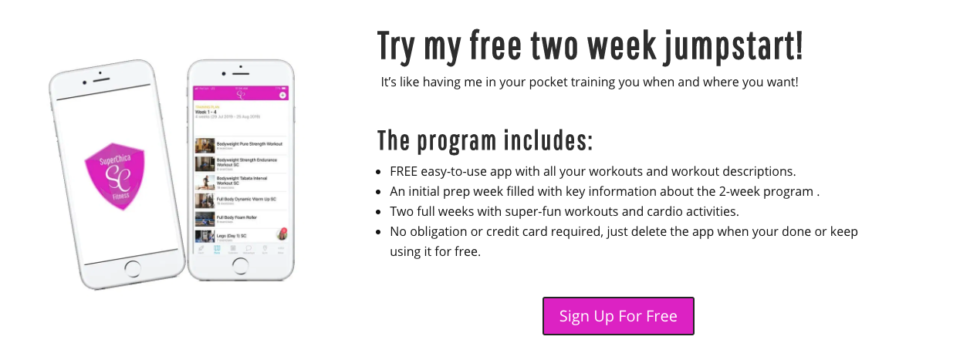 Try my free two week jumpstart!
It's like having me in your pocket training you when and where you want!
The program includes:
FREE easy-to-use app with all your workouts and workout descriptions.
An initial prep week filled with key information about the 2-week program .
Two full weeks with super-fun workouts and cardio activities.
No obligation or credit card required, just delete the app when your done or keep
using it for free.
Sign Up For Free
SuperChica
SC
FITNESS
SC
Week 1 - 4
Bodyweight Pure Strength Workout
Bodyweight Strength Endurance
Workout SC
Bodyweight Tabata Interval
Workout SC
Full Body Dynamic Warm Up SC
Full Body Foam Roller
Legs (Day 1) SC